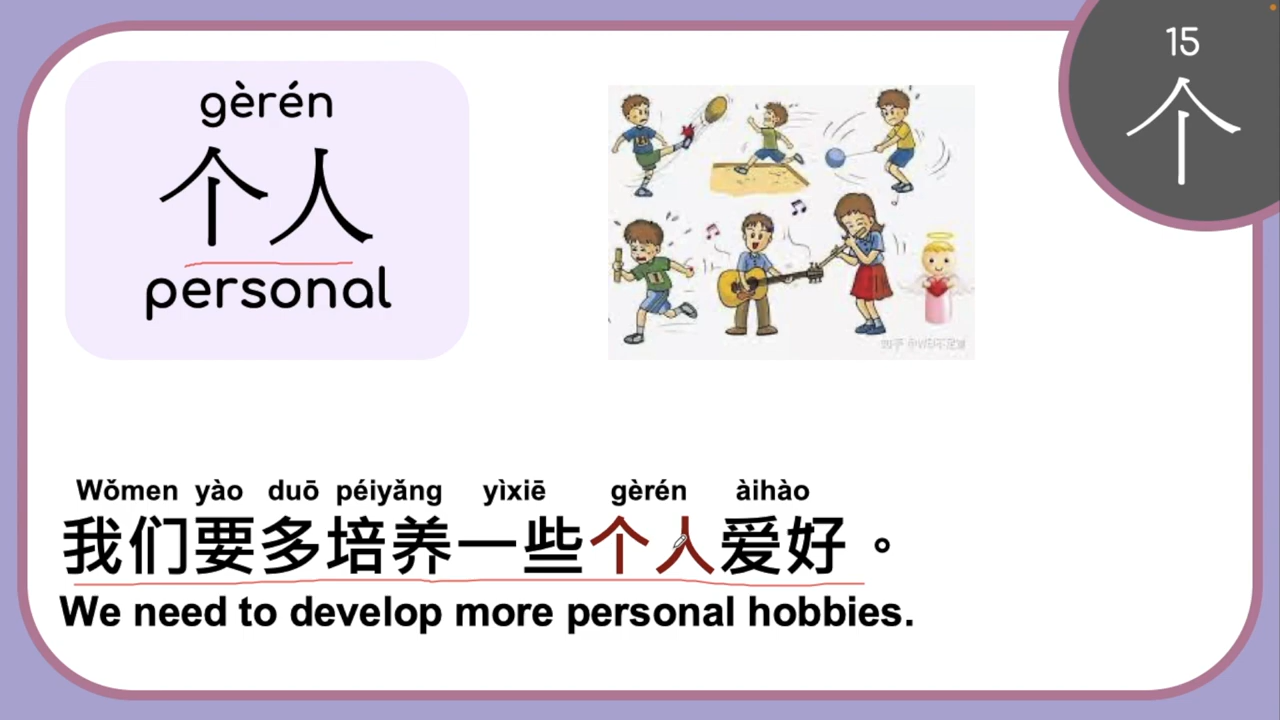 gèrén
个人
personal
15
个
Wǒmen yào duō péiyǎng yìxiē gèrén àihào
我们要多培养一些个人爱好。
We need to develop more personal hobbies.